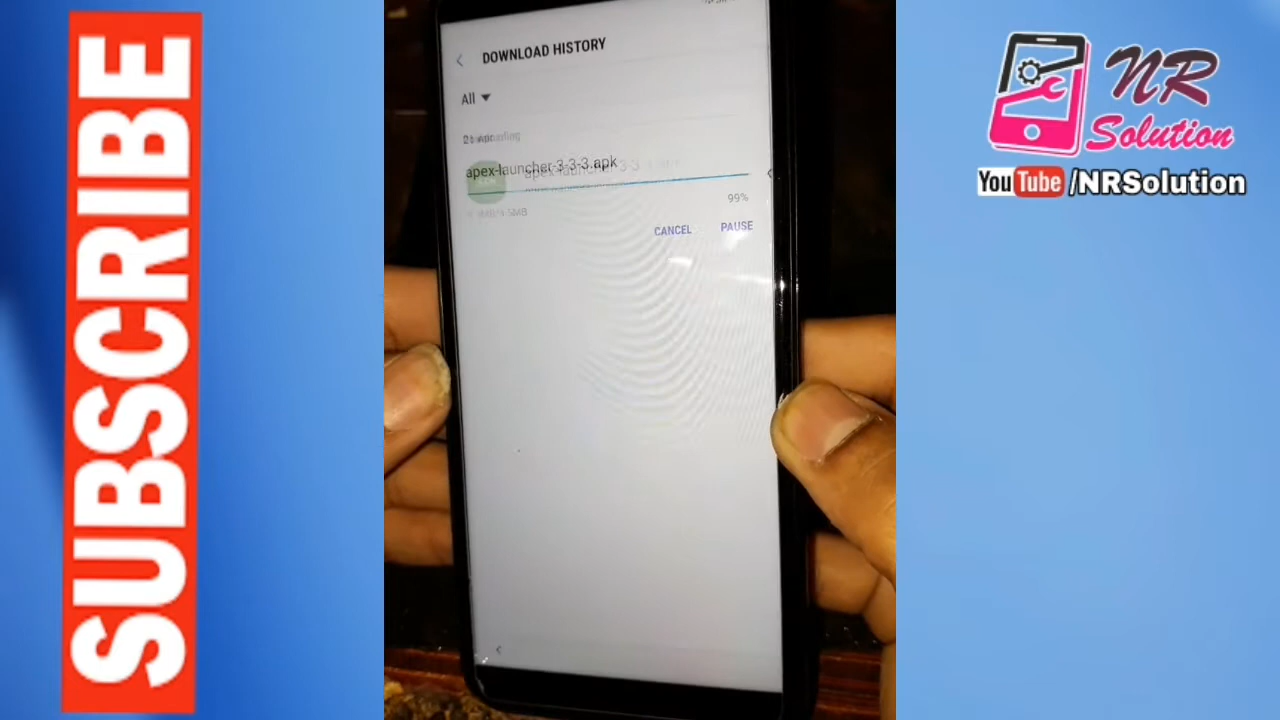 SUBSCRIBE
DOWNLOAD HISTORY
All
apex-launcher-3-3-3.apk
99%
CANCEL PAUSE
NR
Solution
YouTube/NRSolution